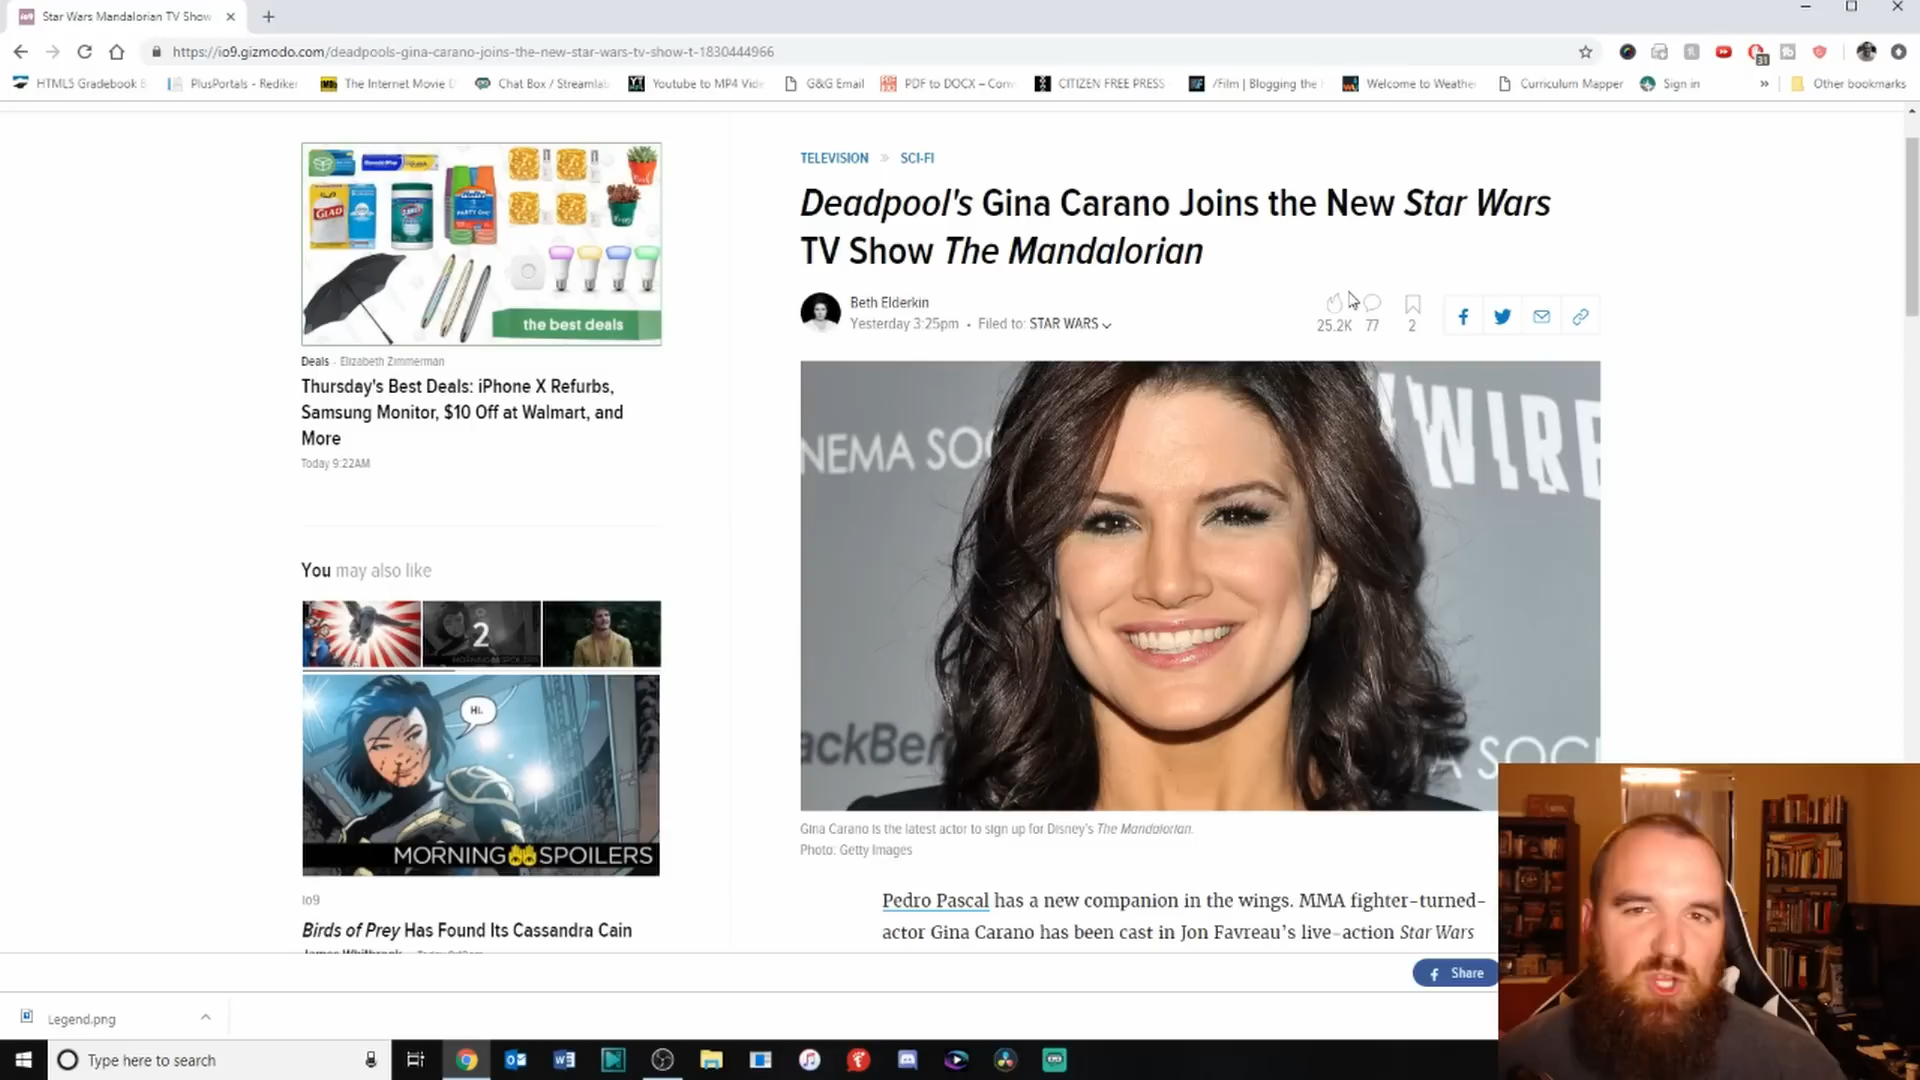 Star Wars Mandalorian TV Show
https://io9.gizmodo.com/deadpools-gina-carano-joins-the-new-star-wars-tv-show-t-1830444966
31
HTML5 Gradebook
PlusPortals - Rediker
The Internet Movie
Chat Box / Streamlab
Youtube to MP4
G&G Email
PDF to DOCX – Con
CITIZEN FREE PRESS
/Film | Blogging the
Welcome to Weathe
Curriculum Mapper
Sign in
»
Other bookmarks
GLAD
PARTY
the best deals
Deals - Elizabeth Zimmerman
Thursday's Best Deals: iPhone X Refurbs,
Samsung Monitor, $10 Off at Walmart, and
More
Today 9:22AM
You may also like
2
MORNING SPOILERS
HI.
MORNING SPOILERS
Io9
Birds of Prey Has Found Its Cassandra Cain
TELEVISION » SCI-FI
Deadpool's Gina Carano Joins the New Star Wars
TV Show The Mandalorian
Beth Elderkin
Yesterday 3:25pm • Filed to: STAR WARS
25.2K 77 2
NEMA SO
WIRE
ackBer
A SOCI
Gina Carano is the latest actor to sign up for Disney's The Mandalorian.
Photo: Getty Images
Pedro Pascal has a new companion in the wings. MMA fighter-turned-
actor Gina Carano has been cast in Jon Favreau's live-action Star Wars
Share
Legend.png
Type here to search